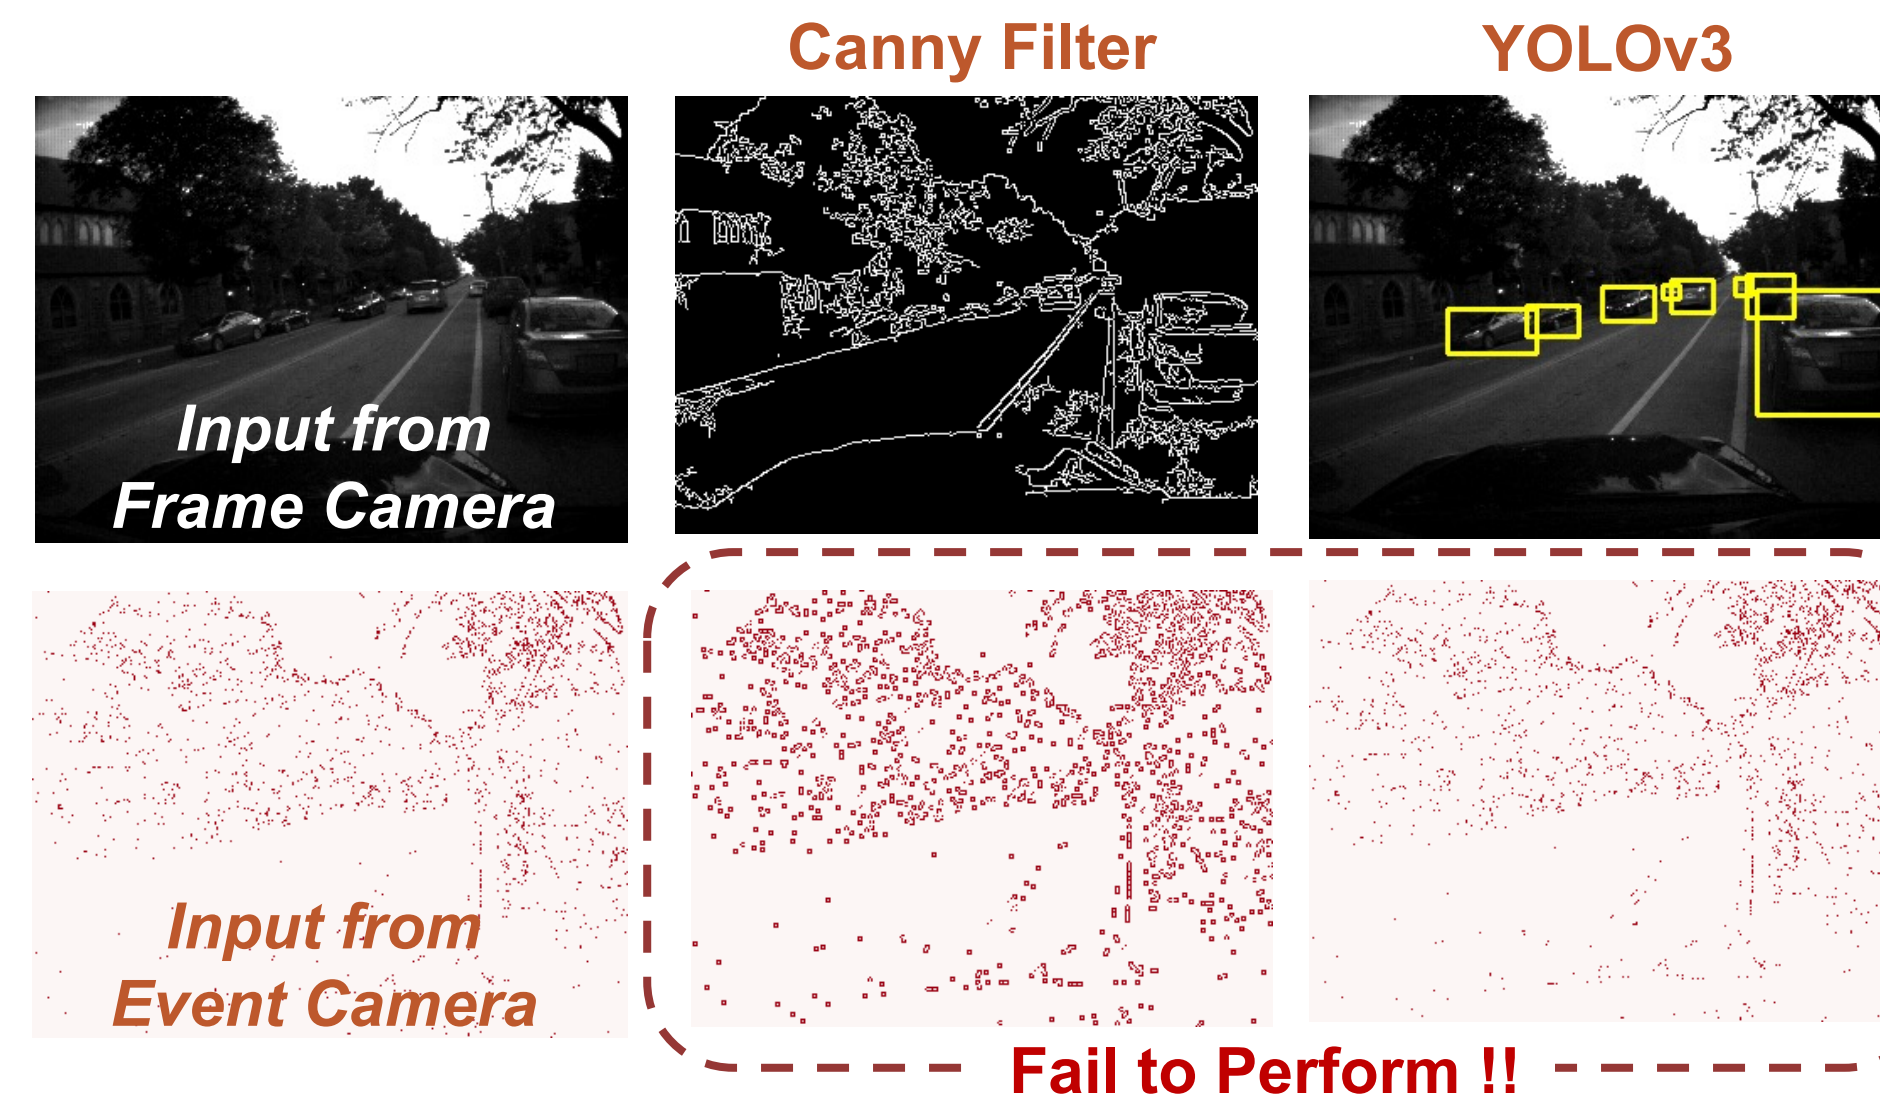 Canny Filter
YOLOv3
Input from
Frame Camera
Input from
Event Camera
Fail to Perform !!